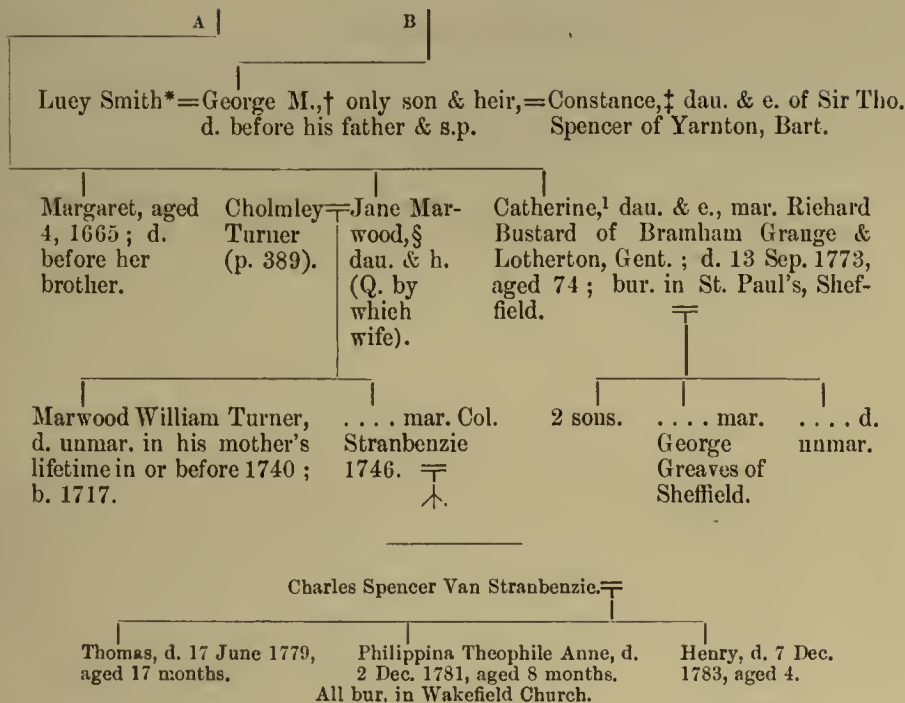 A B
Luey Smith*=George M.,† only son & heir,=Constance,‡ dau. & e. of Sir Tho.
d. before his father & s.p. Spencer of Yarnton, Bart.
Margaret, aged
4, 1665 ; d.
before her
brother.
Cholmley
Turner
(p. 389).
=Jane Mar-
wood,§
dau. & h.
(Q. by
which
wife).
Catherine,¹ dau. & e., mar. Riehard
Bustard of Bramham Grange &
Lotherton, Gent. ; d. 13 Sep. 1773,
aged 74 ; bur. in St. Paul's, Shef-
field.
Marwood William Turner,
d. unmar. in his mother's
lifetime in or before 1740 ;
b. 1717.
. . . . mar. Col.
Stranbenzie
1746.
2 sons.
. . . . mar.
George
Greaves of
Sheffield.
. . . . d.
unmar.
Charles Spencer Van Stranbenzie.=
Thomas, d. 17 June 1779,
aged 17 months.
Philippina Theophile Anne, d.
2 Dec. 1781, aged 8 months.
Henry, d. 7 Dec.
1783, aged 4.
All bur. in Wakefield Church.